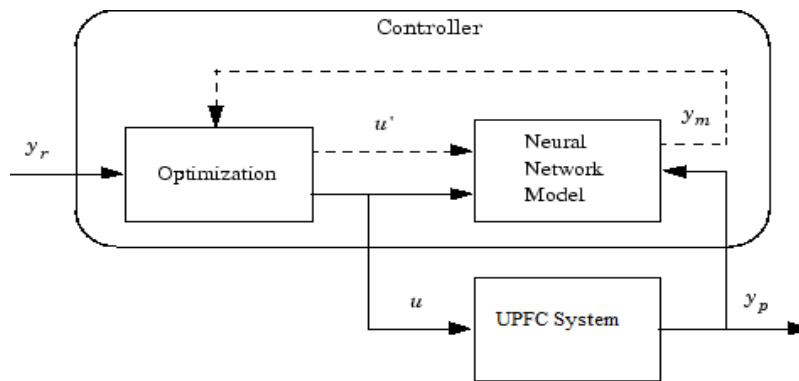 Controller
y_r
Optimization
u'
Neural
Network
Model
y_m
u
UPFC System
y_p